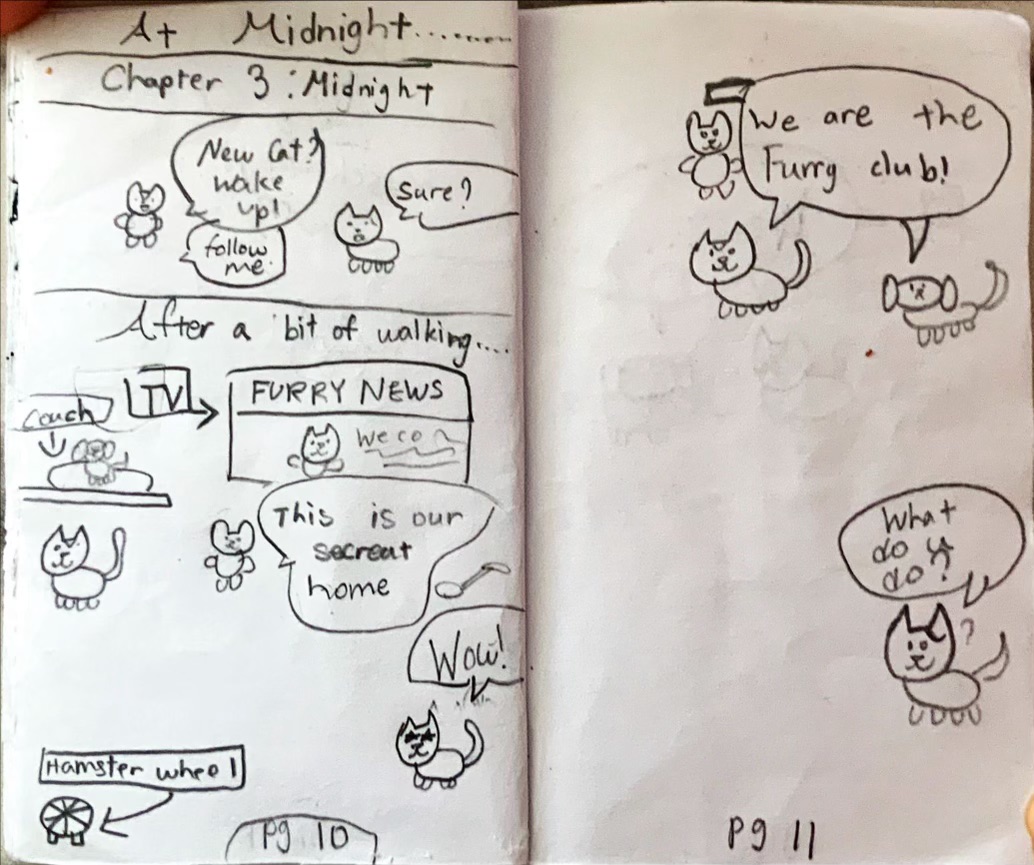 At Midnight.........
Chapter 3 : Midnight
New Cat?
wake
up!
follow
me.
Sure?
After a bit of walking....
Couch
TV
FURRY NEWS
We co
This is our
secreat
home
Wow!
Hamster wheel
Pg 10
We are the
Furry club!
What
do y
do?
Pg 11